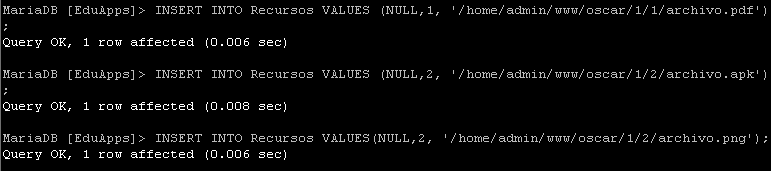 MariaDB [EduApps]> INSERT INTO Recursos VALUES (NULL,1, '/home/admin/www/oscar/1/1/archivo.pdf')
;
Query OK, 1 row affected (0.006 sec)
MariaDB [EduApps]> INSERT INTO Recursos VALUES (NULL,2, '/home/admin/www/oscar/1/2/archivo.apk')
;
Query OK, 1 row affected (0.008 sec)
MariaDB [EduApps]> INSERT INTO Recursos VALUES(NULL,2, '/home/admin/www/oscar/1/2/archivo.png');
Query OK, 1 row affected (0.006 sec)